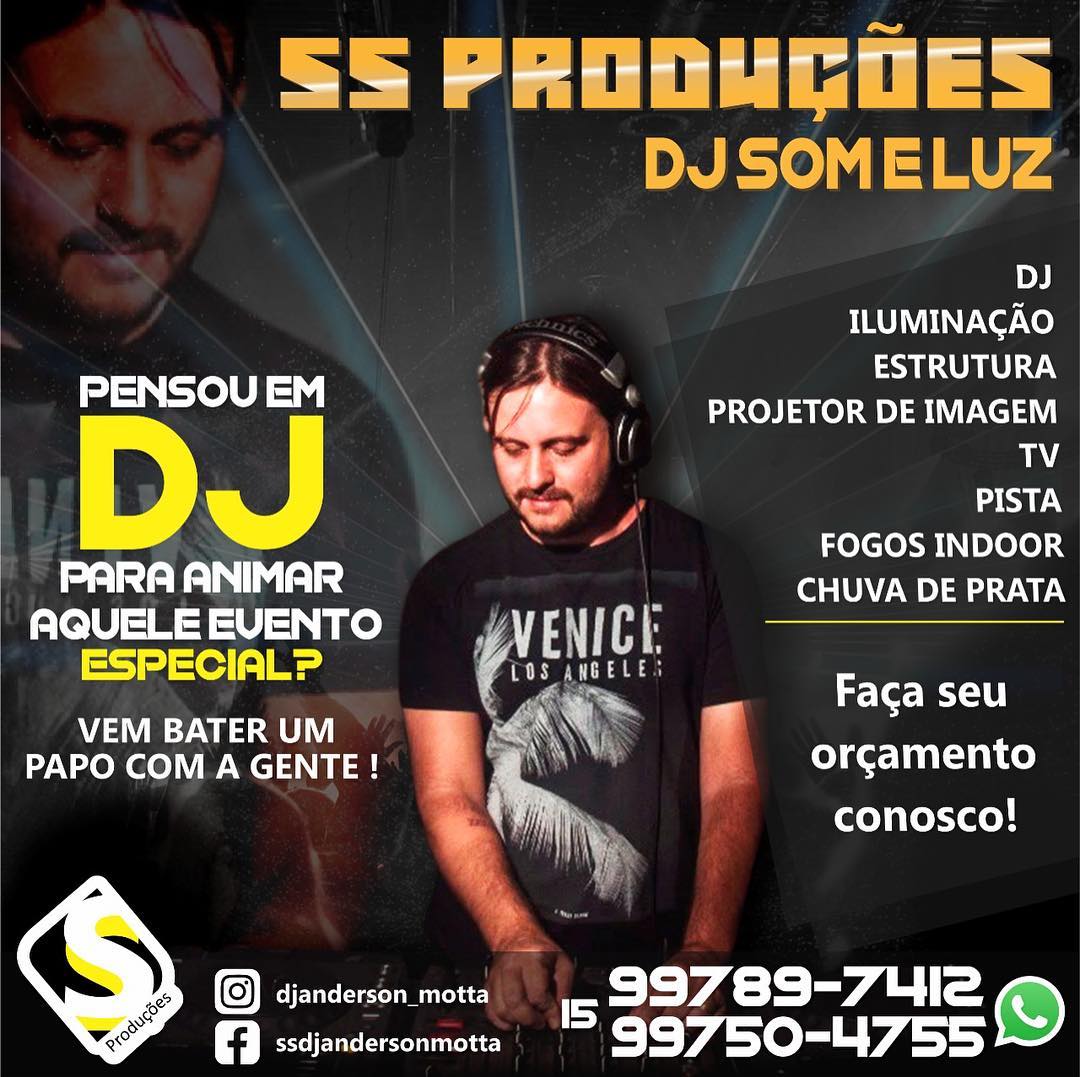 SS PRODUÇÕES
DJ SOM E LUZ
DJ
ILUMINAÇÃO
ESTRUTURA
PROJETOR DE IMAGEM
TV
PISTA
FOGOS INDOOR
CHUVA DE PRATA
PENSOU EM
DJ
PARA ANIMAR
AQUELE EVENTO
ESPECIAL?
VEM BATER UM
PAPO COM A GENTE !
Technics
VENICE
LOS ANGELES
Faça seu
orçamento
conosco!
S
Produções
djanderson_motta
ssdjandersonmotta
15
99789-7412
99750-4755